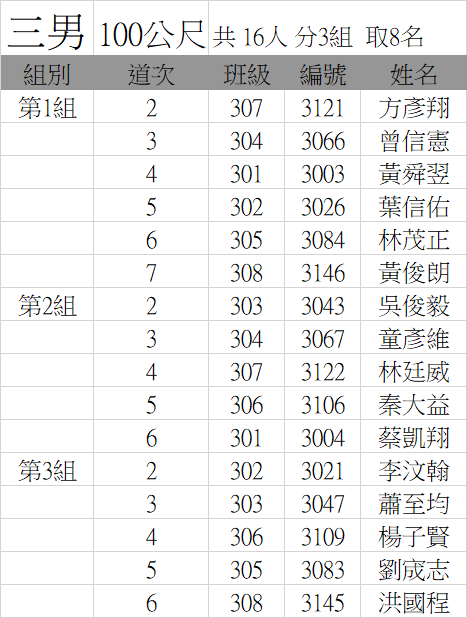 三男 100公尺 共 16人 分3組 取8名
組別 道次 班級 編號 姓名
第1組 2 307 3121 方彥翔
3 304 3066 曾信憲
4 301 3003 黃舜翌
5 302 3026 葉信佑
6 305 3084 林茂正
7 308 3146 黃俊朗
第2組 2 303 3043 吳俊毅
3 304 3067 童彥維
4 307 3122 林廷威
5 306 3106 秦大益
6 301 3004 蔡凱翔
第3組 2 302 3021 李汶翰
3 303 3047 蕭至均
4 306 3109 楊子賢
5 305 3083 劉宬志
6 308 3145 洪國程